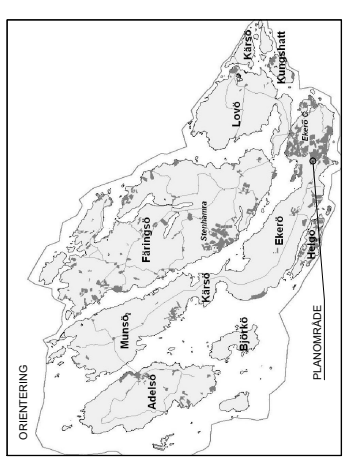 ORIENTERING
Adelsö
Munsö
Björkö
Kärsö
Färingsö
Stenhamra
Ekerö
Helgö
Lovö
Kärsö
Kungshatt
Ekerö C.
PLANOMRÅDE